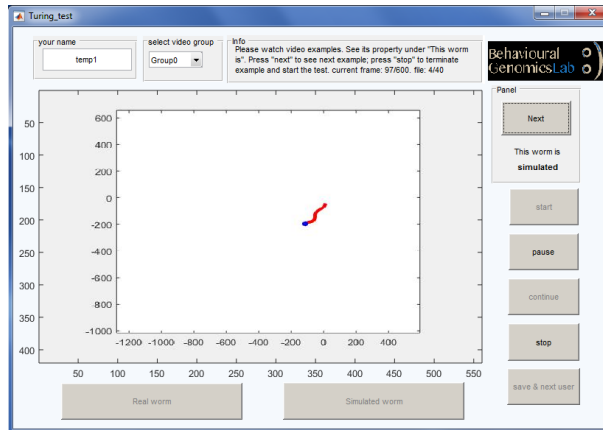 Turing_test
your name
temp1
select video group
Group0
Info
Please watch video examples. See its property under "This worm
is". Press "next" to see next example; press "stop" to terminate
example and start the test. current frame: 97/600. file: 4/40
Behavioural
GenomicsLab
Panel
Next
This worm is
simulated
start
pause
continue
stop
save & next user
50
100
150
200
250
300
350
400
600
400
200
0
-200
-400
-600
-800
-1000
-1200 -1000 -800 -600 -400 -200 0 200 400
50 100 150 200 250 300 350 400 450 500 550
Real worm
Simulated worm